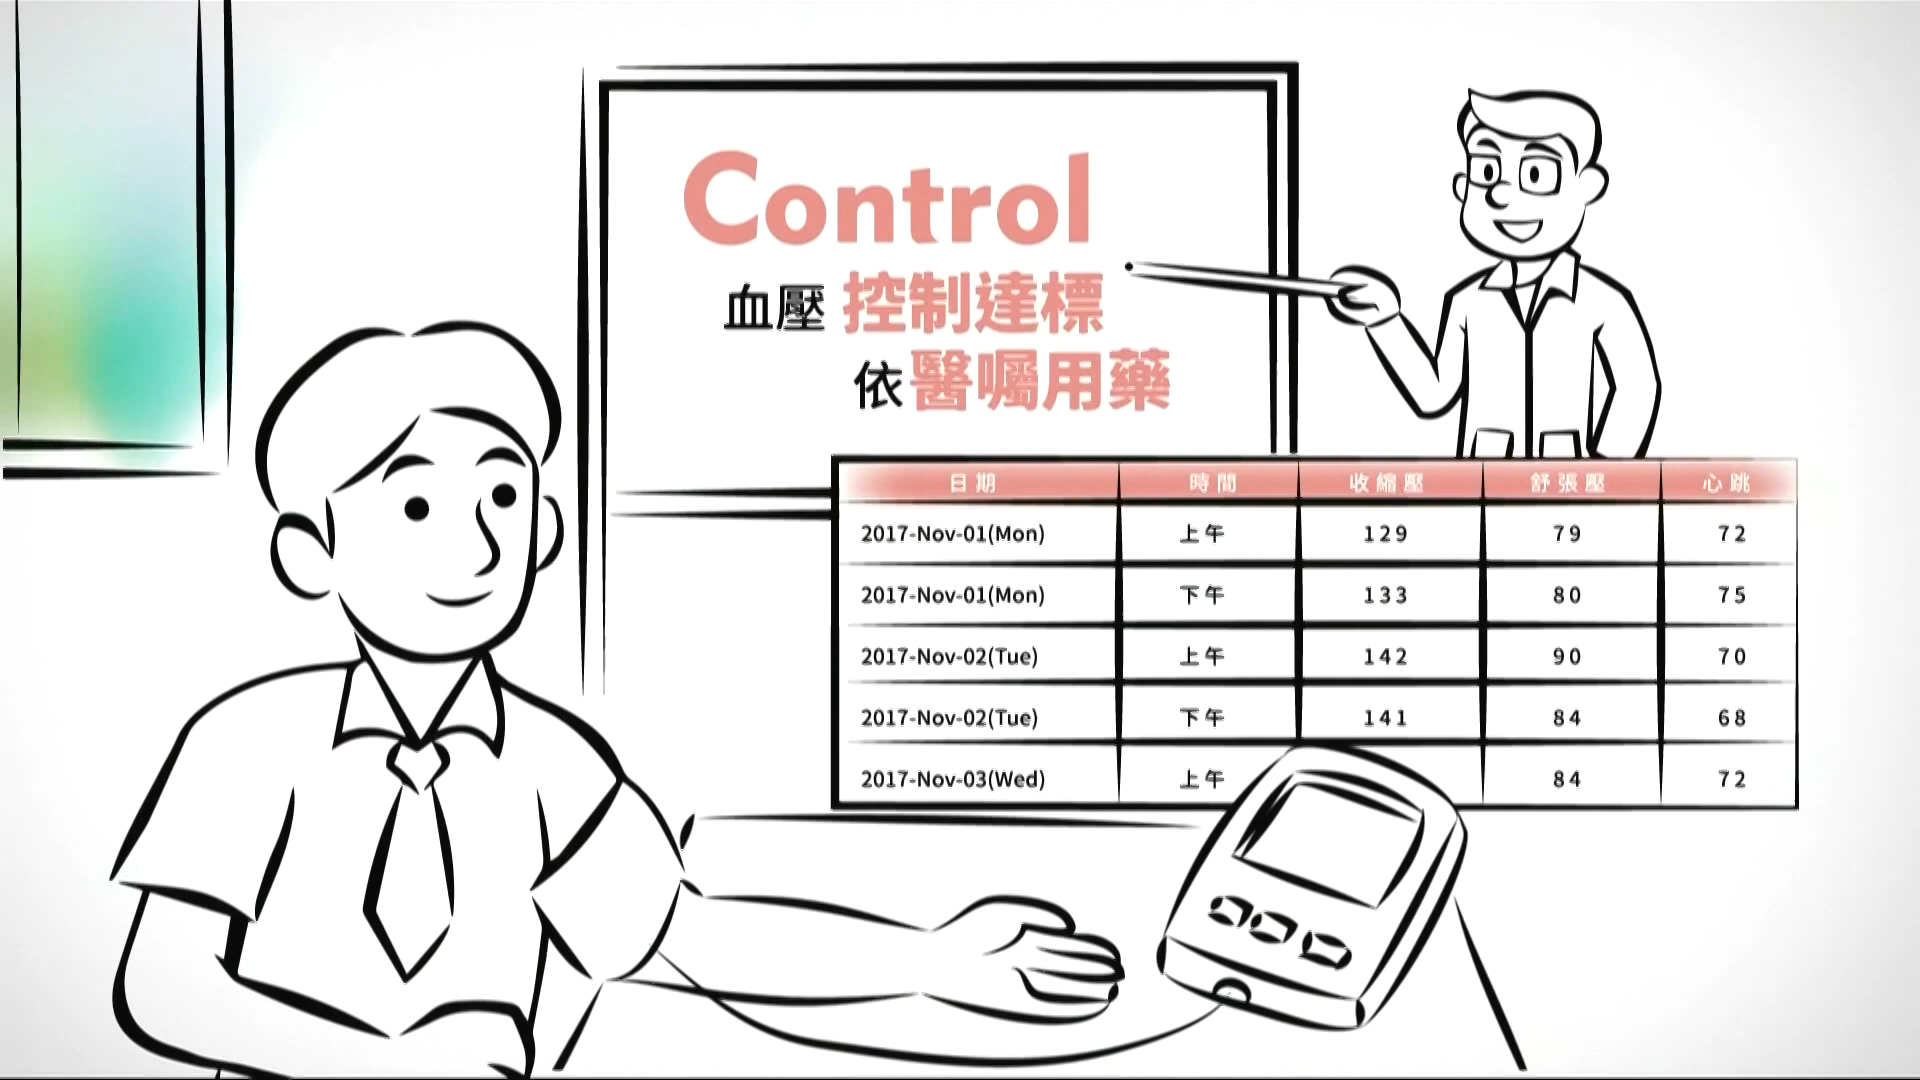 Control
血壓 控制達標
依醫囑用藥
日期 時間 收縮壓 舒張壓 心跳
2017-Nov-01(Mon) 上午 129 79 72
2017-Nov-01(Mon) 下午 133 80 75
2017-Nov-02(Tue) 上午 142 90 70
2017-Nov-02(Tue) 下午 141 84 68
2017-Nov-03(Wed) 上午 84 72